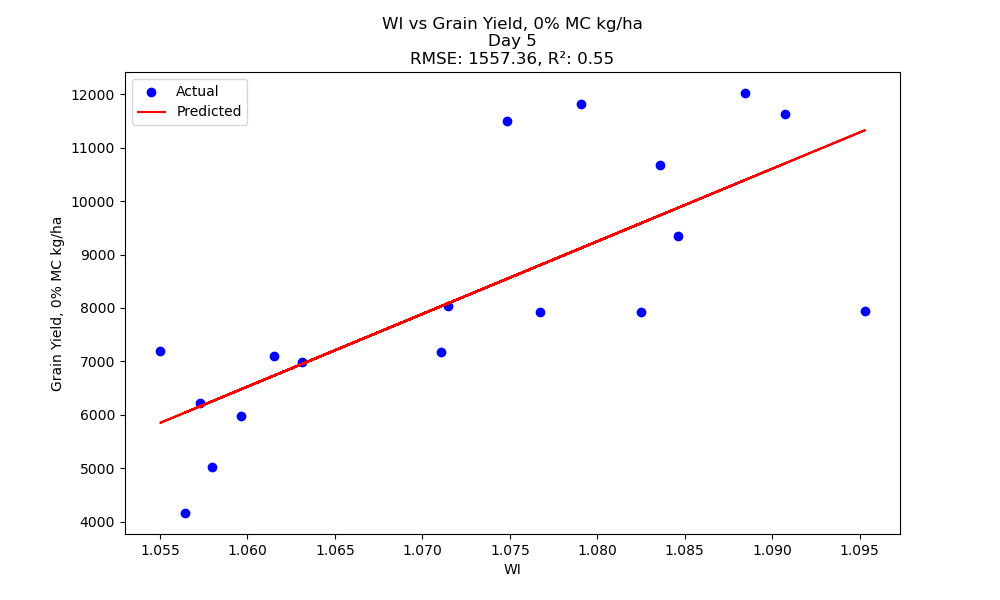 WI vs Grain Yield, 0% MC kg/ha
Day 5
RMSE: 1557.36, R²: 0.55
Actual
Predicted
Grain Yield, 0% MC kg/ha
12000
11000
10000
9000
8000
7000
6000
5000
4000
1.055 1.060 1.065 1.070 1.075 1.080 1.085 1.090 1.095
WI